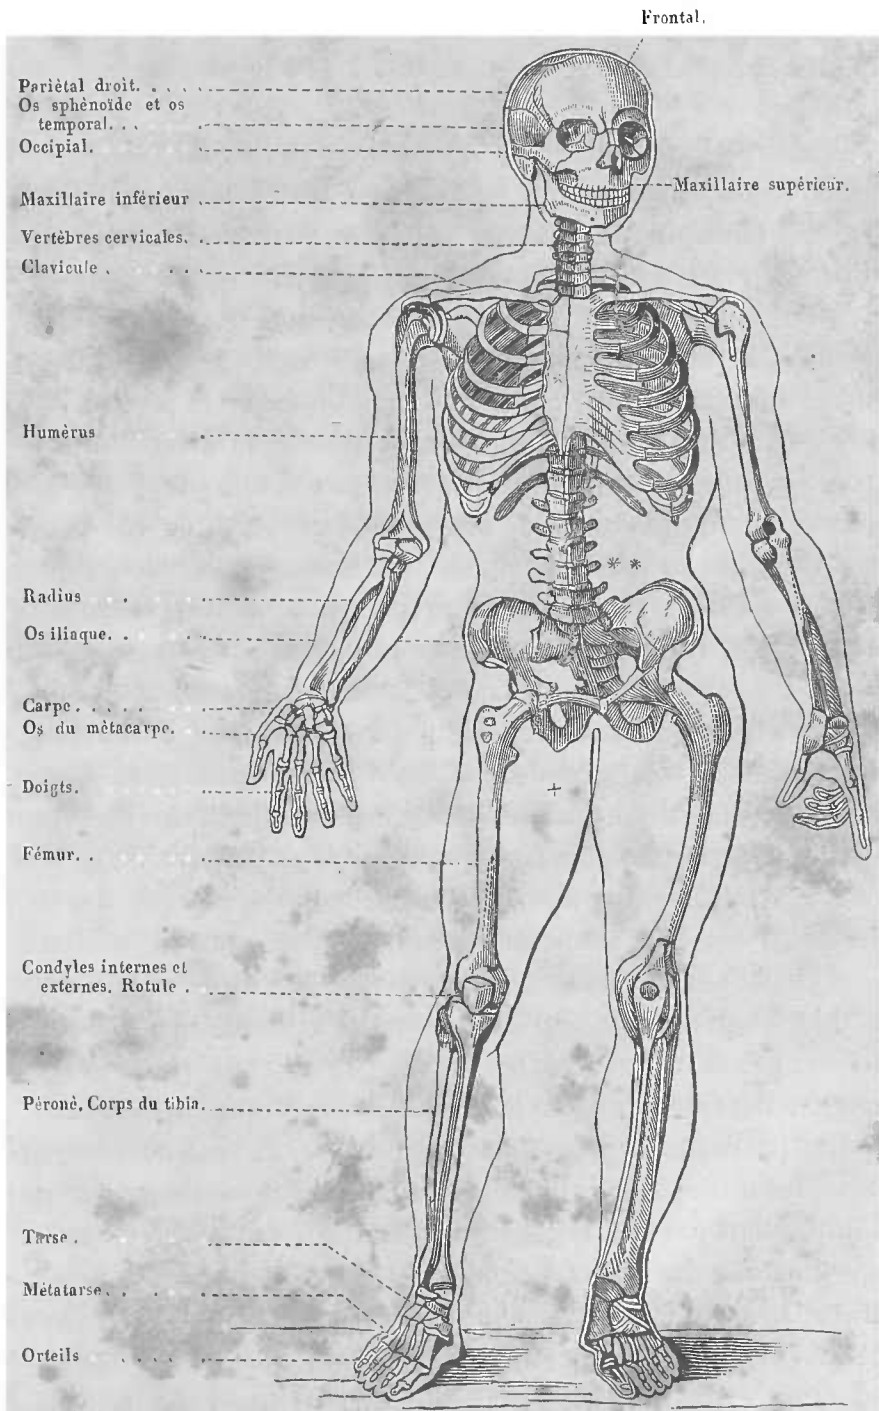 Frontal.
Pariètal droit.
Os sphènoïde et os
temporal.
Occipial.
Maxillaire supérieur.
Maxillaire inférieur
Vertèbres cervicales.
Clavicule
Humèrus
Radius
Os iliaque.
Carpe
Os du mètacarpe.
Doigts.
Fémur.
Condyles internes et
externes. Rotule
Péronè, Corps du tibia.
Tarse.
Mètatarse.
Orteils